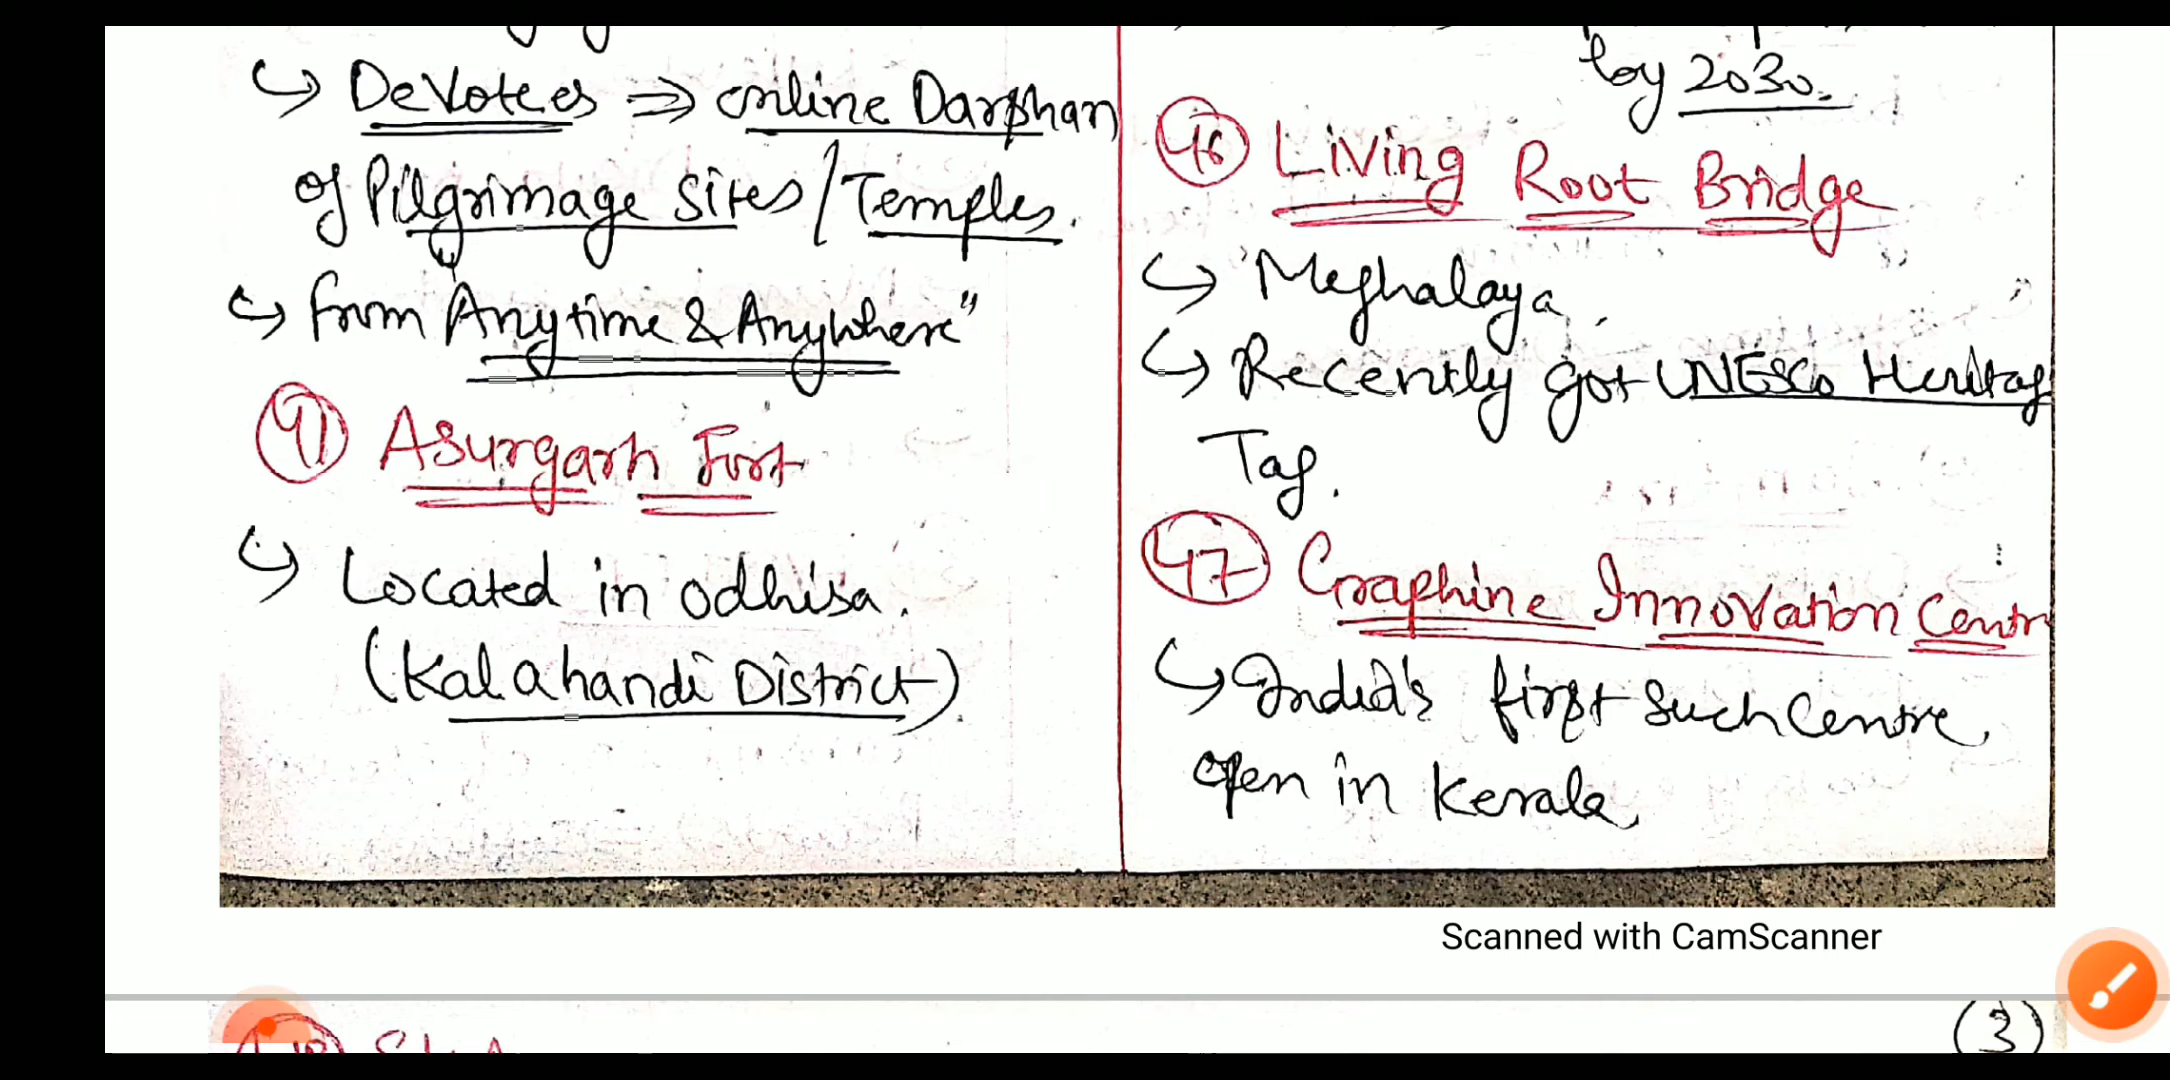 ↳ Devotees ⇒ online Darshan
of Pilgrimage Sites / Temples.
↳ from Anytime & Anywhere"
41 Asurgarh Fort
↳ Located in odhisa.
(Kalahandi District).
by 2030.
46 Living Root Bridge
↳ "Meghalaya.
↳ Recently got UNESCO Heritag
Tag.
47 Graphine Innovation Centr
↳ India's first such Centre,
open in Kerala
Scanned with CamScanner
3